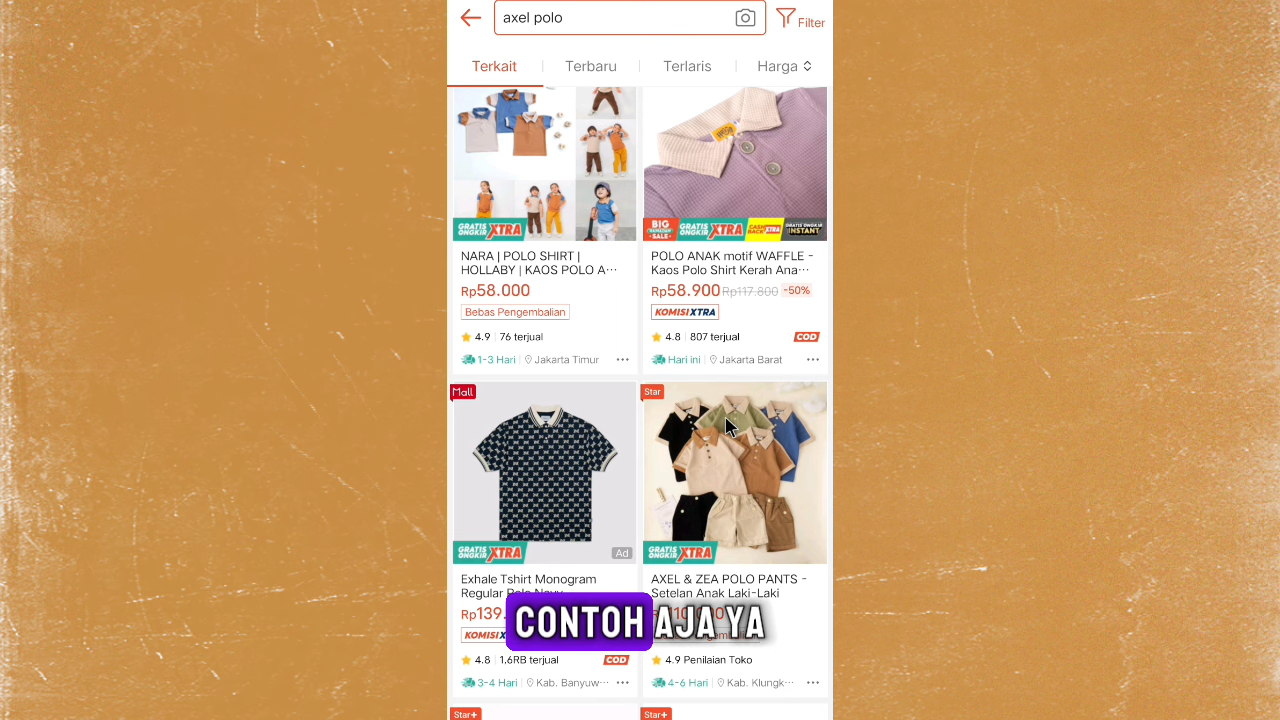 axel polo
Filter
Terkait
Terbaru
Terlaris
Harga
GRATIS ONGKIR XTRA
BIG RAMADAN SALE
GRATIS ONGKIR XTRA
CASHBACK XTRA
GRATIS ONGKIR INSTANT
NARA | POLO SHIRT |
HOLLABY | KAOS POLO A...
Rp58.000
Bebas Pengembalian
4.9 76 terjual
1-3 Hari Jakarta Timur
POLO ANAK motif WAFFLE -
Kaos Polo Shirt Kerah Ana...
Rp58.900 Rp117.800 -50%
KOMISI XTRA
4.8 807 terjual COD
Hari ini Jakarta Barat
Mall
GRATIS ONGKIR XTRA
Ad
Star
GRATIS ONGKIR XTRA
Exhale Tshirt Monogram
Regular Polo Navy
Rp139.
KOMISI X
4.8 1,6RB terjual COD
3-4 Hari Kab. Banyuw...
AXEL & ZEA POLO PANTS -
Setelan Anak Laki-Laki
4.9 Penilaian Toko
4-6 Hari Kab. Klungk...
CONTOH AJA YA
Star+
Star+